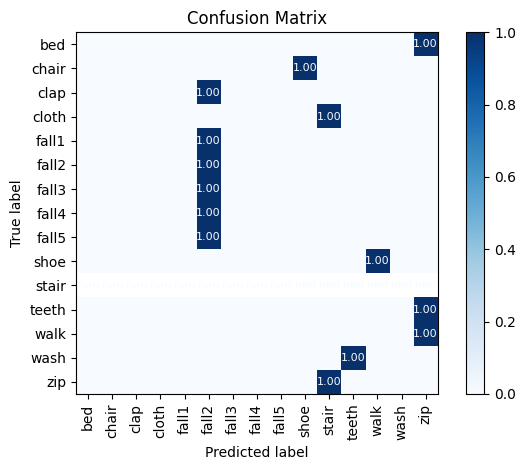 Confusion Matrix
bed
chair
clap
cloth
fall1
fall2
fall3
fall4
fall5
shoe
stair
teeth
walk
wash
zip
True label
1.00
1.00
1.00
1.00
1.00
1.00
1.00
1.00
1.00
1.00
1.00
1.00
1.00
1.00
bed
chair
clap
cloth
fall1
fall2
fall3
fall4
fall5
shoe
stair
teeth
walk
wash
zip
Predicted label
1.0
0.8
0.6
0.4
0.2
0.0